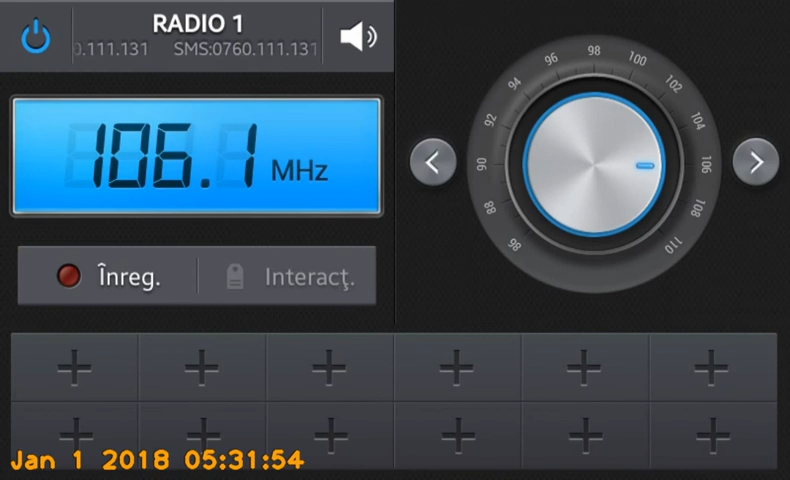 RADIO 1
0.111.131 SMS:0760.111.131
106.1 MHz
Înreg.
Interacţ.
86
88
90
92
94
96
98
100
102
104
106
108
110
Jan 1 2018 05:31:54